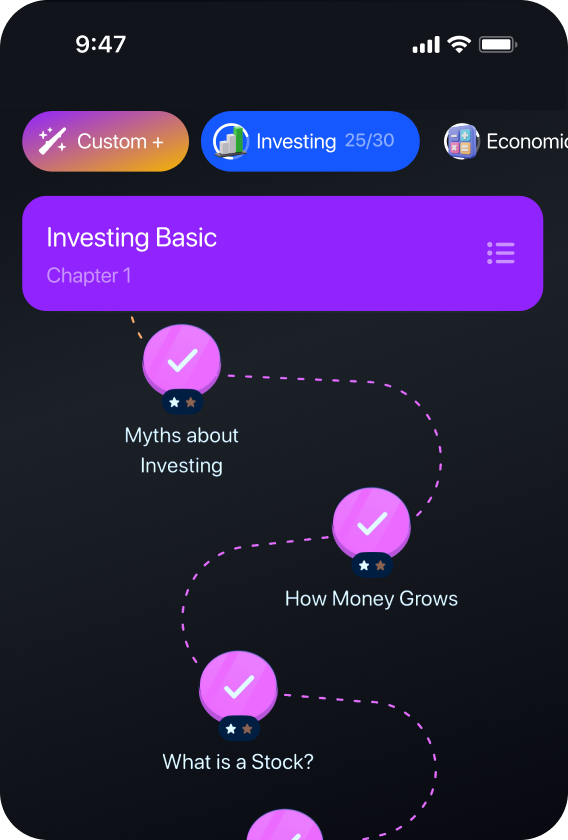 9:47
Custom +
Investing 25/30
Economic
Investing Basic
Chapter 1
Myths about
Investing
How Money Grows
What is a Stock?